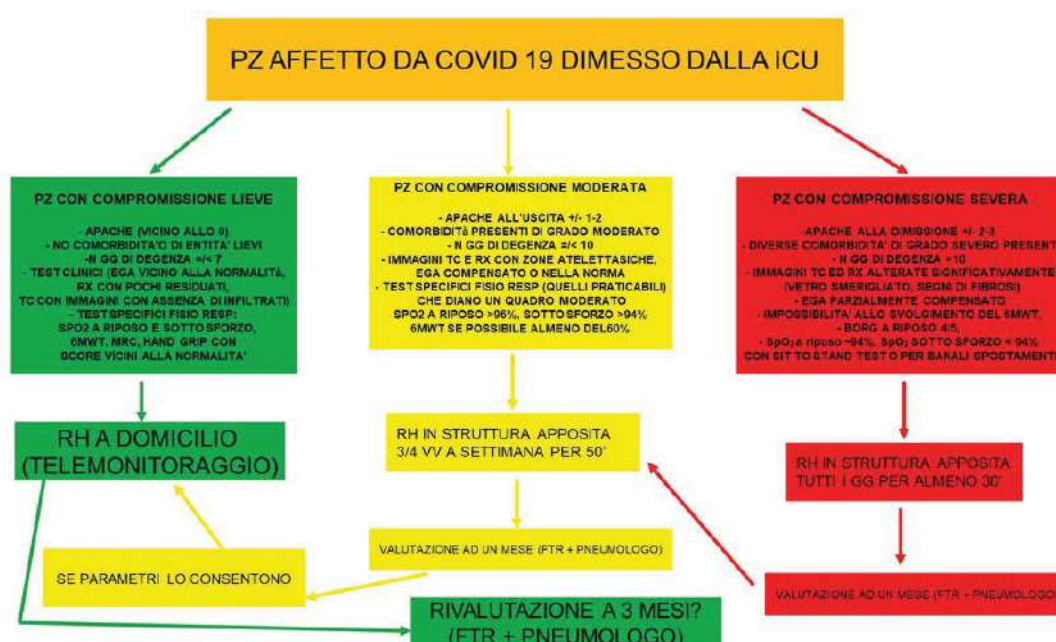 PZ AFFETTO DA COVID 19 DIMESSO DALLA ICU
PZ CON COMPROMISSIONE LIEVE
- APACHE (VICINO ALLO 0)
- NO COMORBIDITA' O DI ENTITA' LIEVI
-N GG DI DEGENZA =/< 7
- TEST CLINICI (EGA VICINO ALLA NORMALITà,
RX CON POCHI RESIDUATI,
TC CON IMMAGINI CON ASSENZA DI INFILTRATI)
- TEST SPECIFICI FISIO RESP:
SPO2 A RIPOSO E SOTTO SFORZO,
6MWT, MRC, HAND GRIP CON
SCORE VICINI ALLA NORMALITA'
PZ CON COMPROMISSIONE MODERATA
- APACHE ALL'USCITA +/- 1-2
- COMORBIDITà PRESENTI DI GRADO MODERATO
- N GG DI DEGENZA =/< 10
- IMMAGINI TC E RX CON ZONE ATELETTASICHE,
EGA COMPENSATO O NELLA NORMA
- TEST SPECIFICI FISIO RESP (QUELLI PRATICABILI)
CHE DIANO UN QUADRO MODERATO
SPO2 A RIPOSO >96%, SOTTO SFORZO >94%
6MWT SE POSSIBILE ALMENO DEL 60%
PZ CON COMPROMISSIONE SEVERA
-APACHE ALLA DIMISSIONE +/- 2-3
- DIVERSE COMORBIDITA' DI GRADO SEVERO PRESENTI
- N GG DI DEGENZA >10
- IMMAGINI TC ED RX ALTERATE SIGNIFICATIVAMENTE
(VETRO SMERIGLIATO, SEGNI DI FIBROSI)
- EGA PARZIALMENTE COMPENSATO
-IMPOSSIBILITA' ALLO SVOLGIMENTO DEL 6MWT,
- BORG A RIPOSO 4/5,
- SpO2 a riposo ~94%, SpO2 SOTTO SFORZO < 94%
CON SIT TO STAND TEST O PER BANALI SPOSTAMENTI
RH A DOMICILIO
(TELEMONITORAGGIO)
RH IN STRUTTURA APPOSITA
3/4 VV A SETTIMANA PER 50'
RH IN STRUTTURA APPOSITA
TUTTI I GG PER ALMENO 30'
VALUTAZIONE AD UN MESE (FTR + PNEUMOLOGO)
SE PARAMETRI LO CONSENTONO
VALUTAZIONE AD UN MESE (FTR + PNEUMOLOGO)
RIVALUTAZIONE A 3 MESI?
(FTR + PNEUMOLOGO)